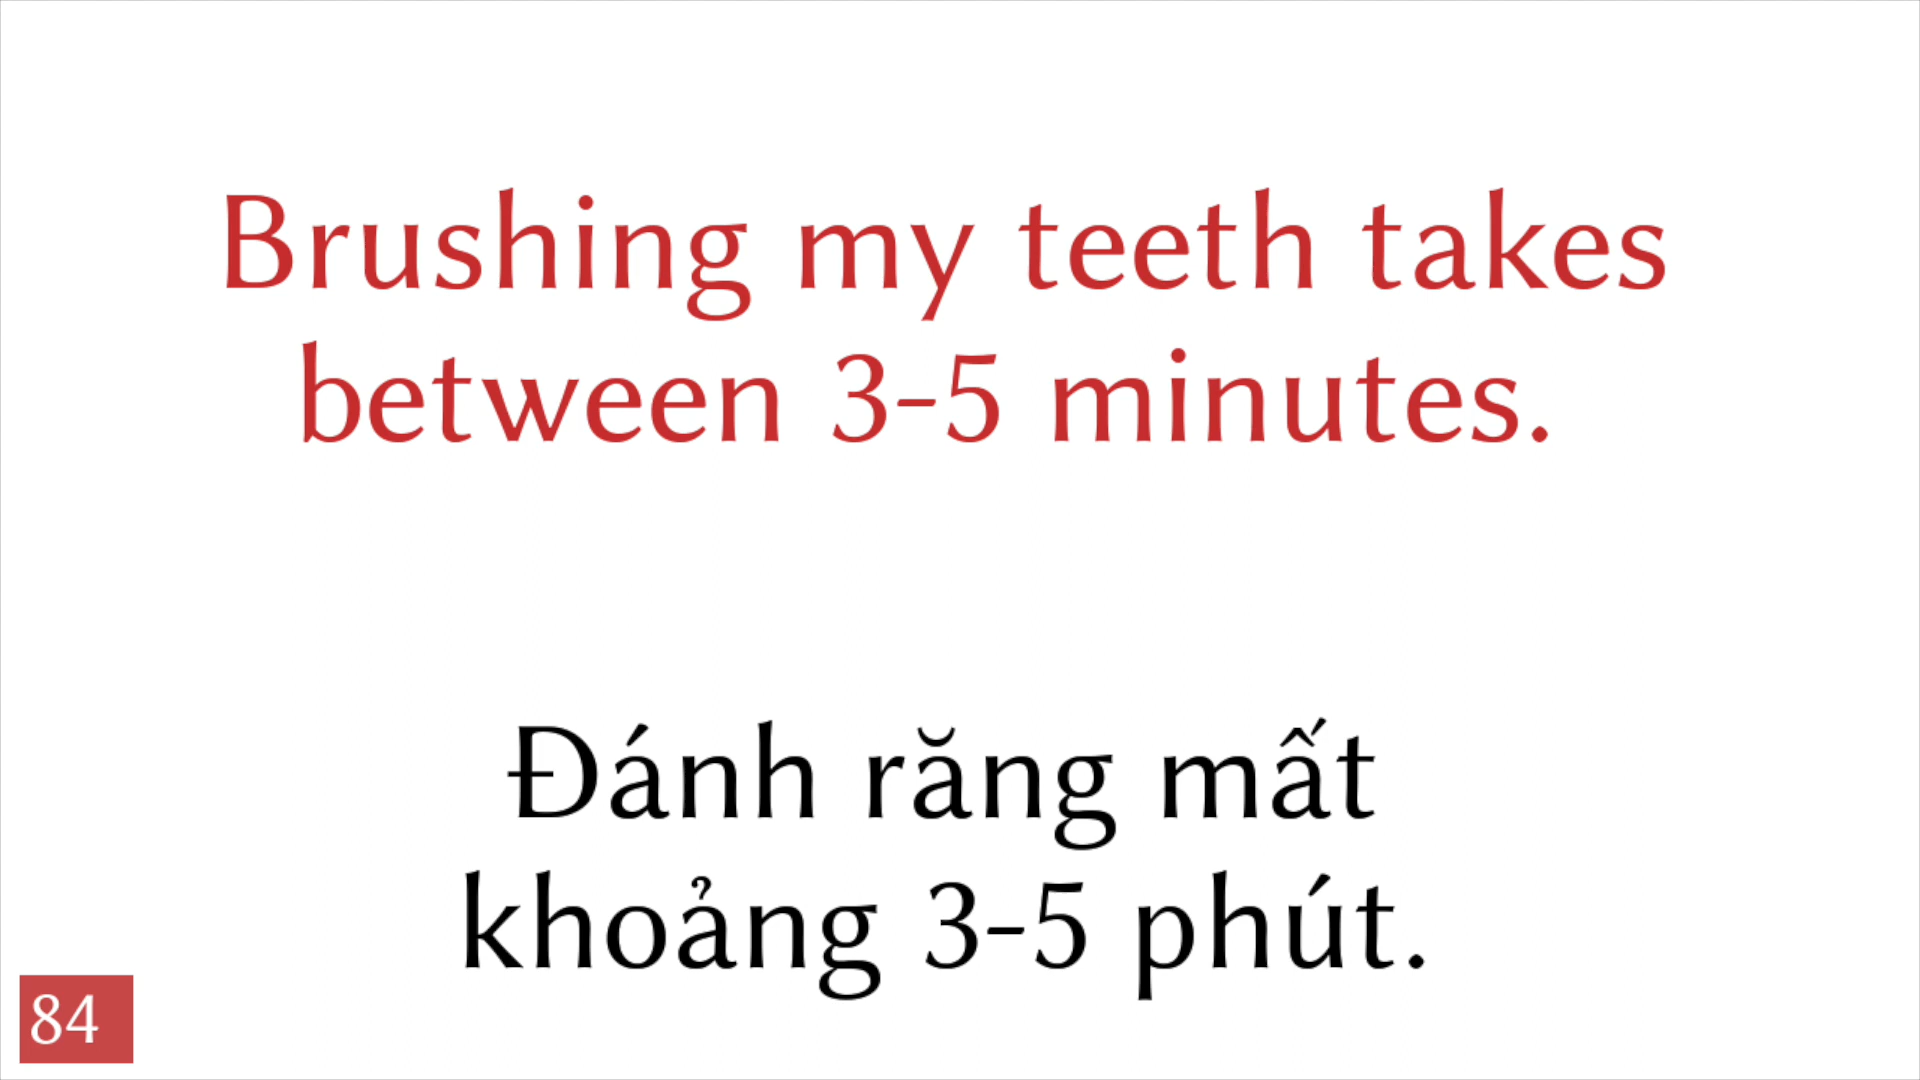 Brushing my teeth takes
between 3-5 minutes.
Đánh răng mất
khoảng 3-5 phút.
84